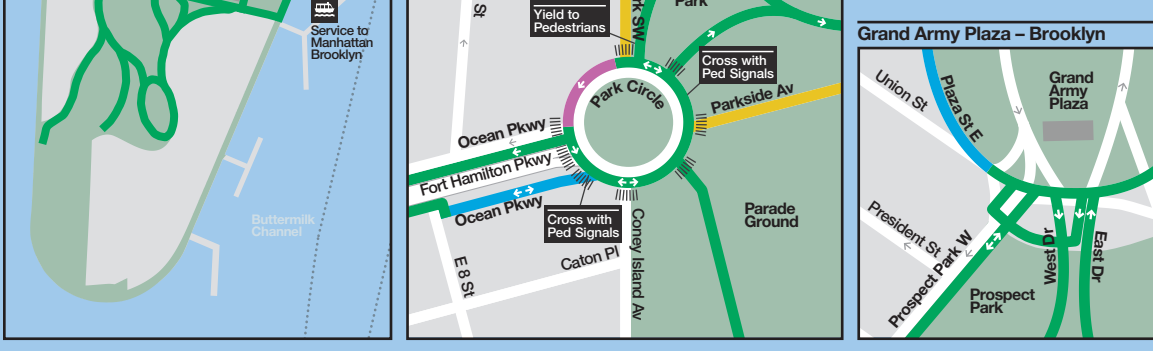 Service to
Manhattan
Brooklyn
Buttermilk
Channel
St
Yield to
Pedestrians
Park
Cross with
Ped Signals
Park Circle
Parkside Av
Ocean Pkwy
Fort Hamilton Pkwy
Ocean Pkwy
Cross with
Ped Signals
Parade
Ground
Caton Pl
Coney Island Av
E 8 St
Grand Army Plaza – Brooklyn
Union St
Plaza St E
Grand
Army
Plaza
President St
Prospect Park W
West Dr
East Dr
Prospect
Park